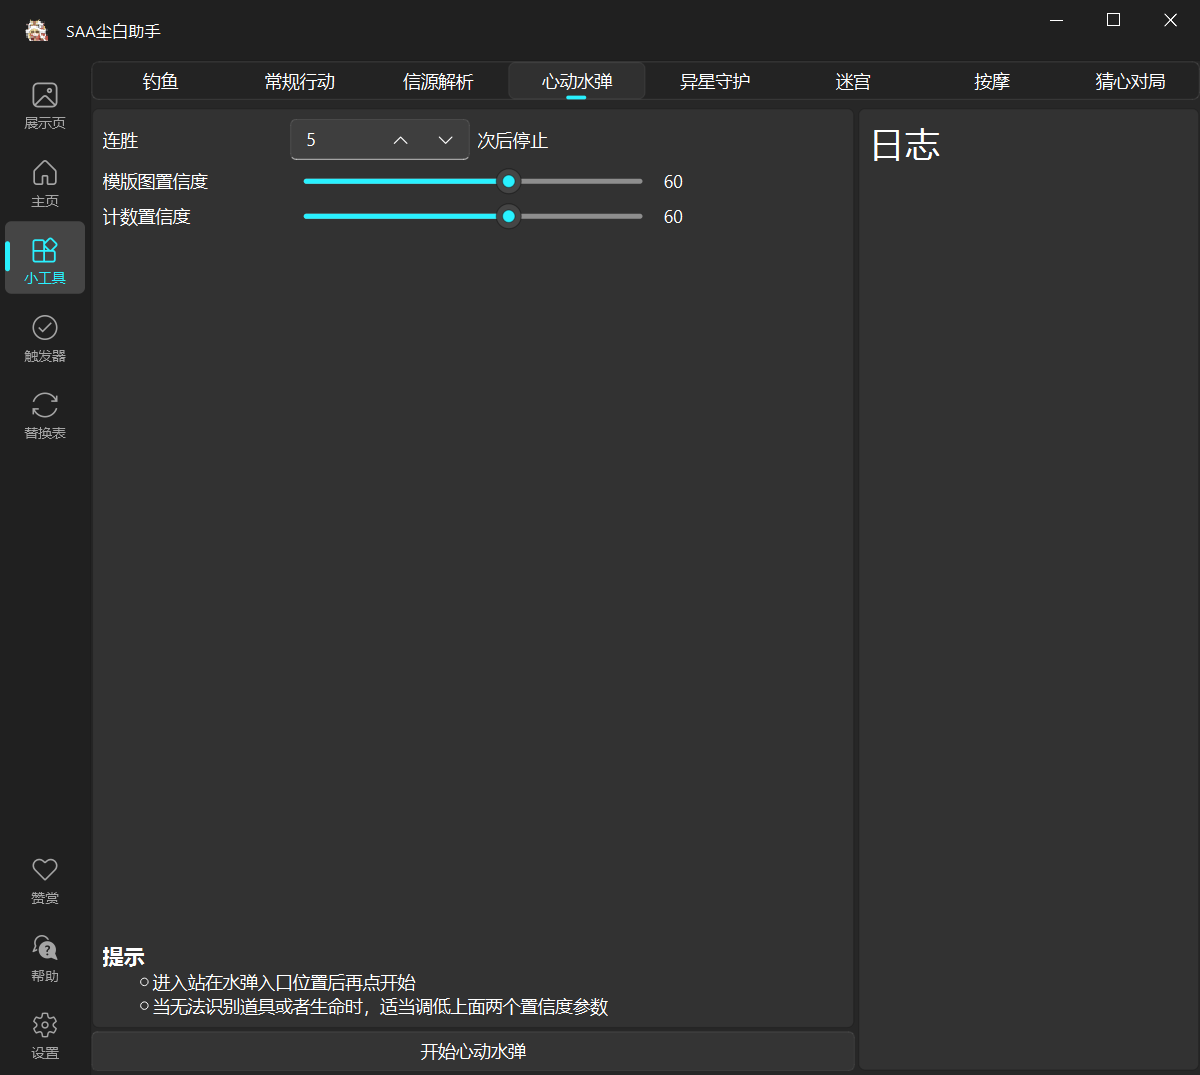 SAA尘白助手
展示页
主页
小工具
触发器
替换表
赞赏
帮助
设置
钓鱼 常规行动 信源解析 心动水弹 异星守护 迷宫 按摩 猜心对局
连胜 5 次后停止
模版图置信度 60
计数置信度 60
提示
进入站在水弹入口位置后再点开始
当无法识别道具或者生命时，适当调低上面两个置信度参数
开始心动水弹
日志